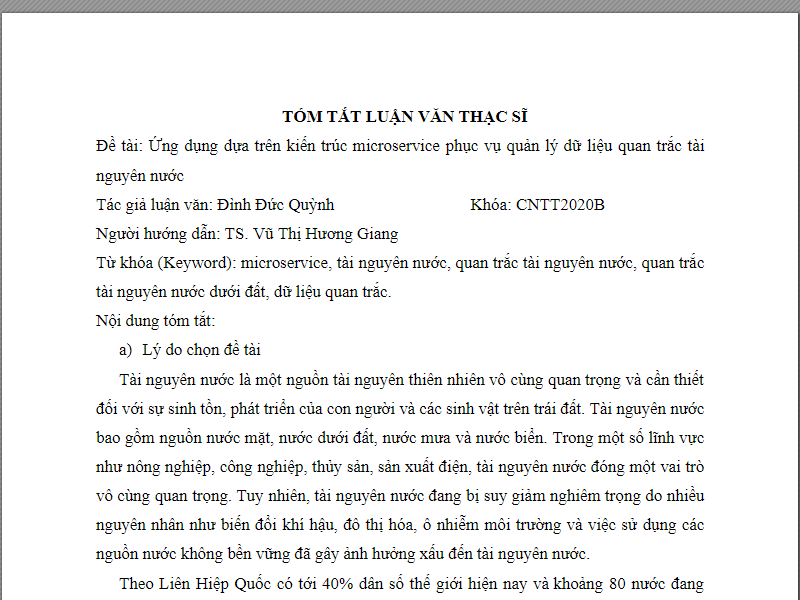 TÓM TẮT LUẬN VĂN THẠC SĨ
Đề tài: Ứng dụng dựa trên kiến trúc microservice phục vụ quản lý dữ liệu quan trắc tài
nguyên nước
Tác giả luận văn: Đinh Đức Quỳnh Khóa: CNTT2020B
Người hướng dẫn: TS. Vũ Thị Hương Giang
Từ khóa (Keyword): microservice, tài nguyên nước, quan trắc tài nguyên nước, quan trắc
tài nguyên nước dưới đất, dữ liệu quan trắc.
Nội dung tóm tắt:
a) Lý do chọn đề tài
Tài nguyên nước là một nguồn tài nguyên thiên nhiên vô cùng quan trọng và cần thiết
đối với sự sinh tồn, phát triển của con người và các sinh vật trên trái đất. Tài nguyên nước
bao gồm nguồn nước mặt, nước dưới đất, nước mưa và nước biển. Trong một số lĩnh vực
như nông nghiệp, công nghiệp, thủy sản, sản xuất điện, tài nguyên nước đóng một vai trò
vô cùng quan trọng. Tuy nhiên, tài nguyên nước đang bị suy giảm nghiêm trọng do nhiều
nguyên nhân như biến đổi khí hậu, đô thị hóa, ô nhiễm môi trường và việc sử dụng các
nguồn nước không bền vững đã gây ảnh hưởng xấu đến tài nguyên nước.
Theo Liên Hiệp Quốc có tới 40% dân số thế giới hiện nay và khoảng 80 nước đang